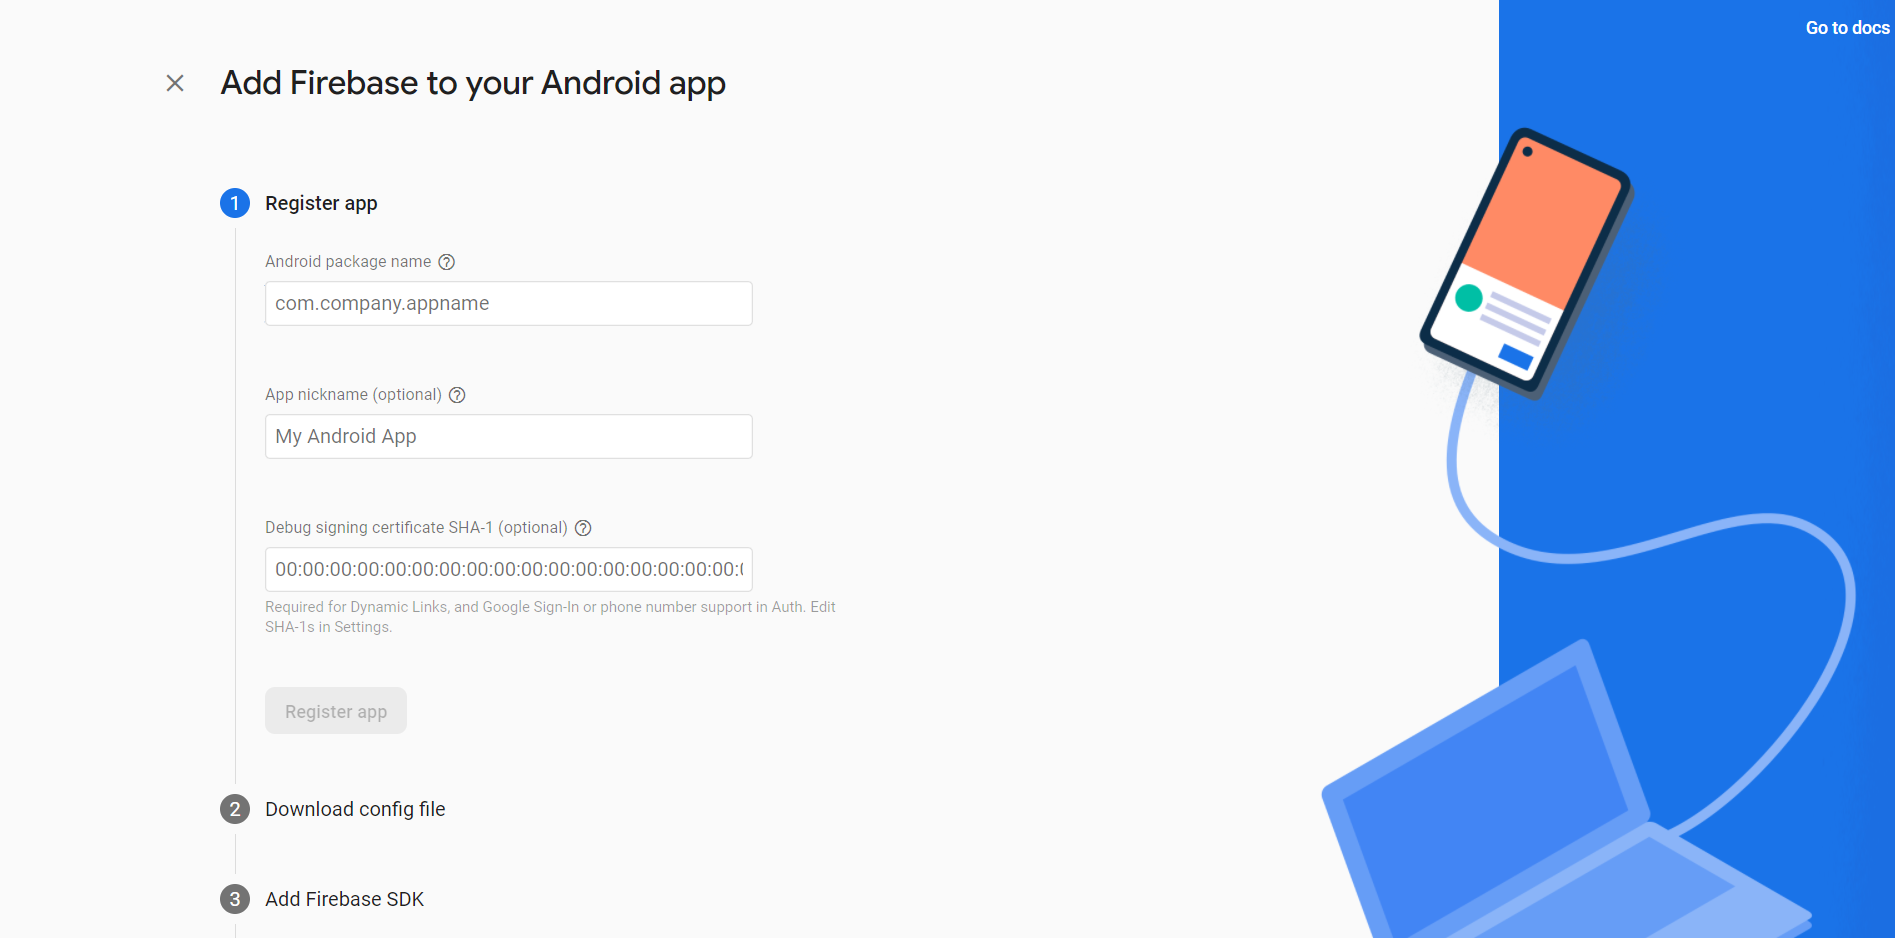 Go to docs
Add Firebase to your Android app
1 Register app
Android package name ?
com.company.appname
App nickname (optional) ?
My Android App
Debug signing certificate SHA-1 (optional) ?
00:00:00:00:00:00:00:00:00:00:00:00:00:00:00:00:00:
Required for Dynamic Links, and Google Sign-In or phone number support in Auth. Edit
SHA-1s in Settings.
Register app
2 Download config file
3 Add Firebase SDK